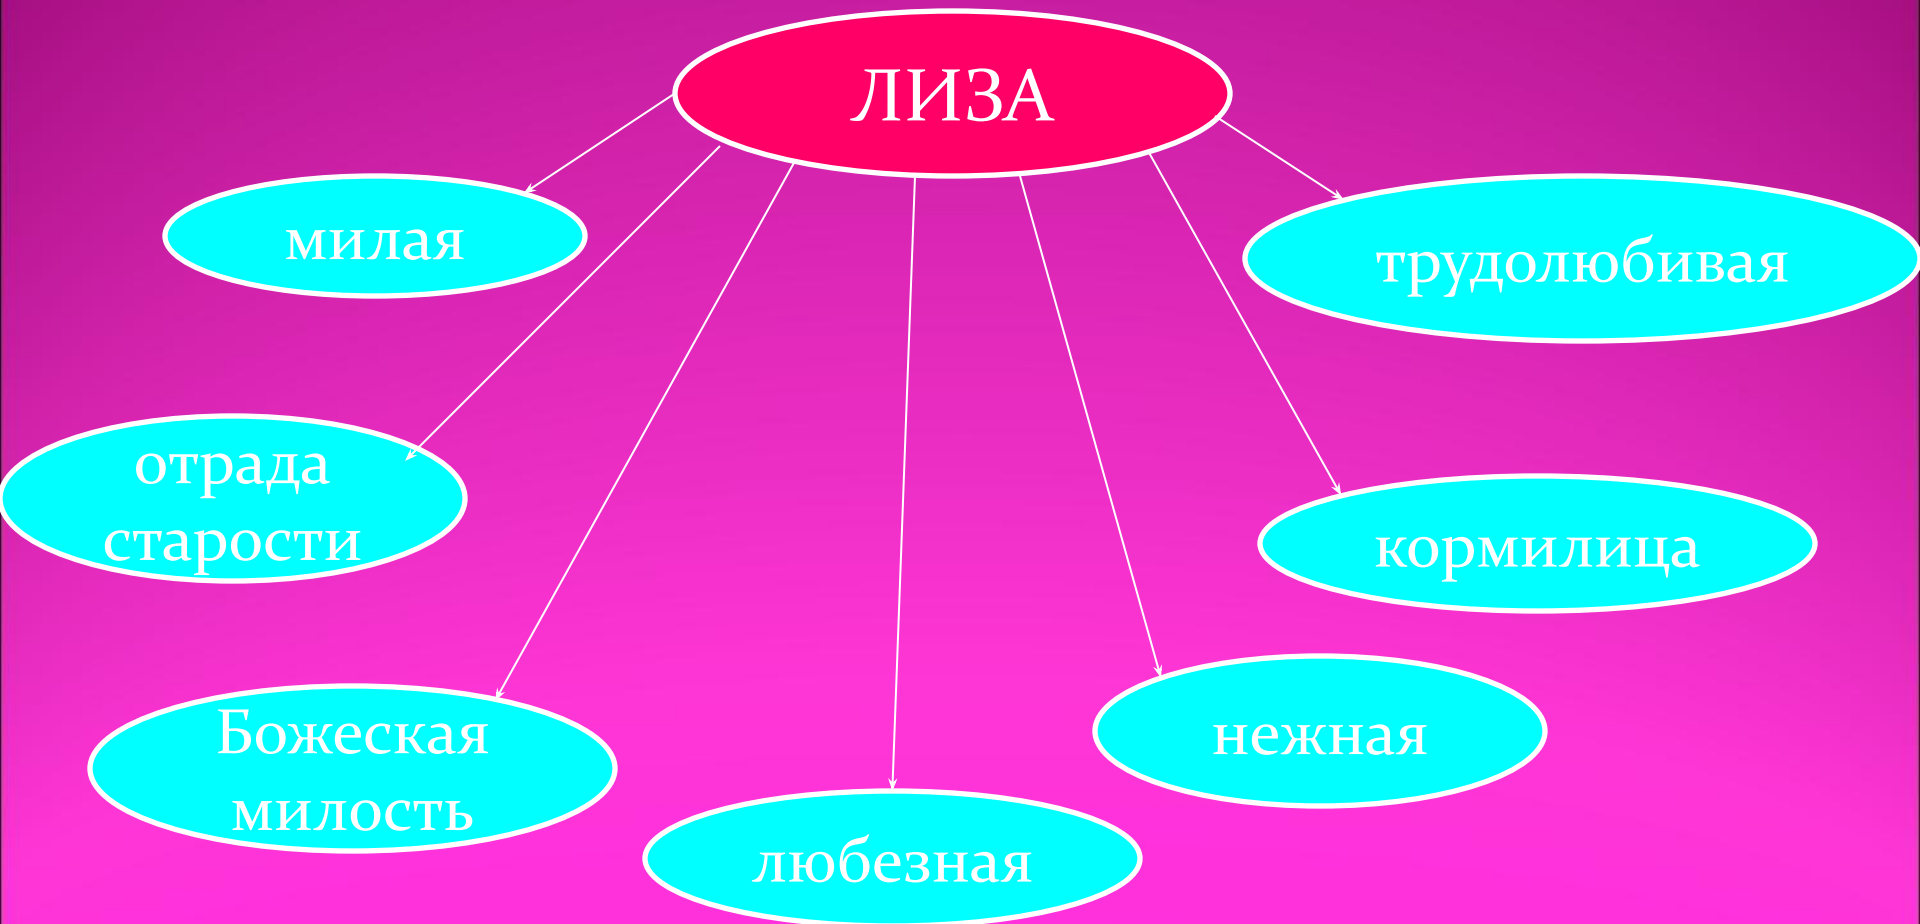 ЛИЗА
милая
трудолюбивая
отрада
старости
кормилица
Божеская
милость
нежная
любезная